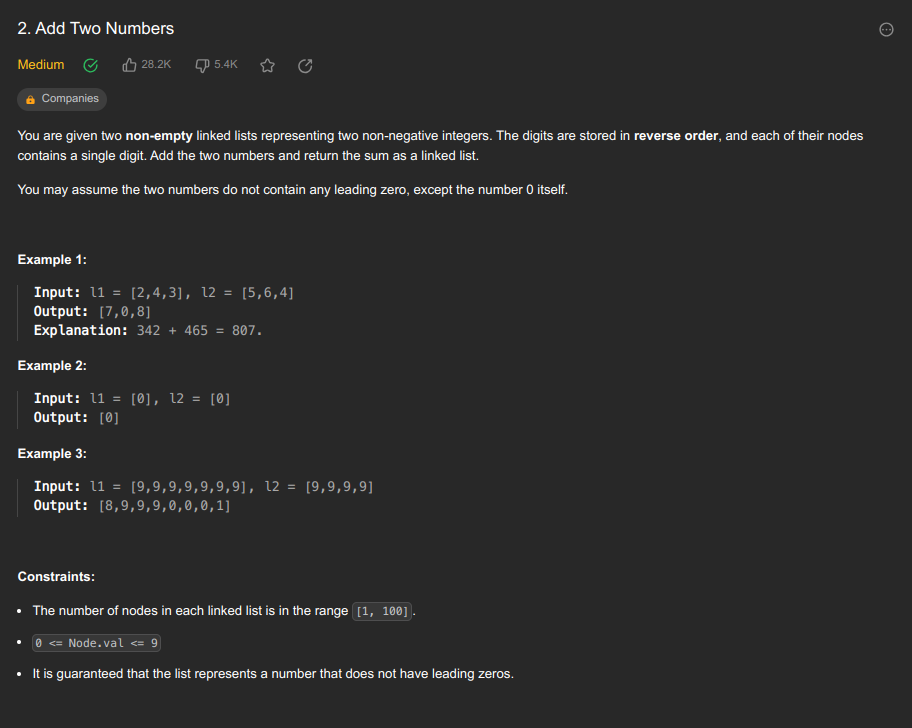 2. Add Two Numbers
Medium 28.2K 5.4K
Companies
You are given two non-empty linked lists representing two non-negative integers. The digits are stored in reverse order, and each of their nodes
contains a single digit. Add the two numbers and return the sum as a linked list.
You may assume the two numbers do not contain any leading zero, except the number 0 itself.
Example 1:
Input: l1 = [2,4,3], l2 = [5,6,4]
Output: [7,0,8]
Explanation: 342 + 465 = 807.
Example 2:
Input: l1 = [0], l2 = [0]
Output: [0]
Example 3:
Input: l1 = [9,9,9,9,9,9,9], l2 = [9,9,9,9]
Output: [8,9,9,9,0,0,0,1]
Constraints:
• The number of nodes in each linked list is in the range [1, 100].
• 0 <= Node.val <= 9
• It is guaranteed that the list represents a number that does not have leading zeros.